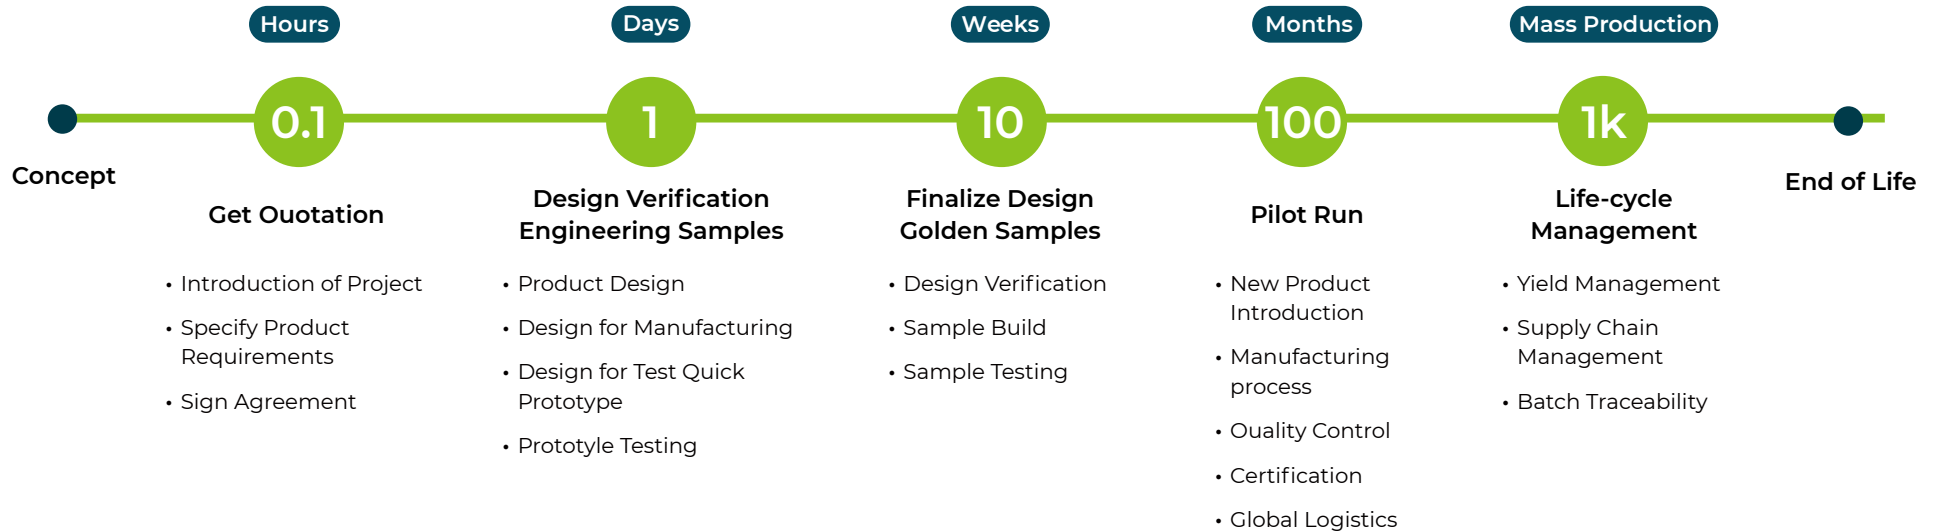 Hours
Days
Weeks
Months
Mass Production
0.1
1
10
100
1k
Concept
End of Life
Get Ouotation
• Introduction of Project
• Specify Product
Requirements
• Sign Agreement
Design Verification
Engineering Samples
• Product Design
• Design for Manufacturing
• Design for Test Quick
Prototype
• Prototyle Testing
Finalize Design
Golden Samples
• Design Verification
• Sample Build
• Sample Testing
Pilot Run
• New Product
Introduction
• Manufacturing
process
• Ouality Control
• Certification
• Global Logistics
Life-cycle
Management
• Yield Management
• Supply Chain
Management
• Batch Traceability